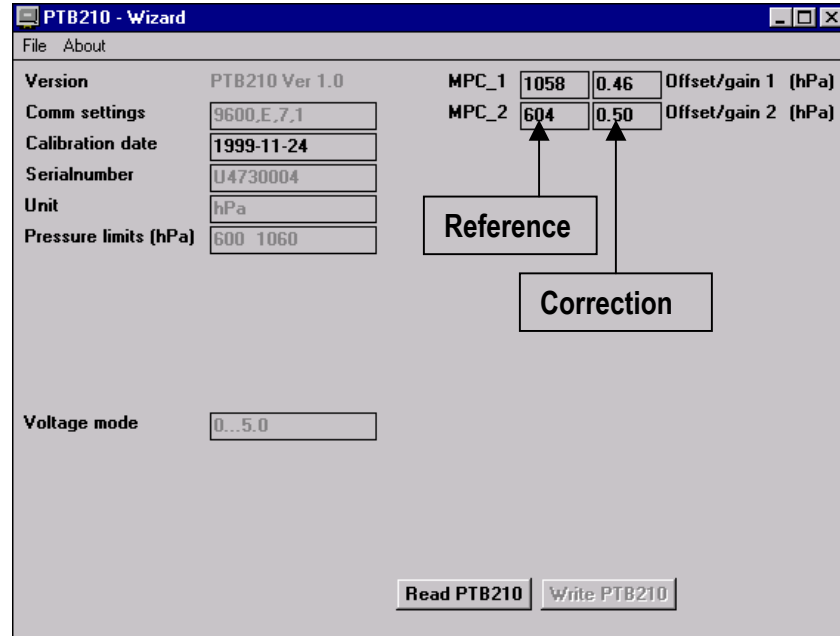 PTB210 - Wizard
File About
Version PTB210 Ver 1.0
Comm settings 9600,E,7,1
Calibration date 1999-11-24
Serialnumber U4730004
Unit hPa
Pressure limits (hPa) 600 1060
MPC_1 1058 0.46 Offset/gain 1 (hPa)
MPC_2 604 0.50 Offset/gain 2 (hPa)
Reference
Correction
Voltage mode 0...5.0
Read PTB210 Write PTB210